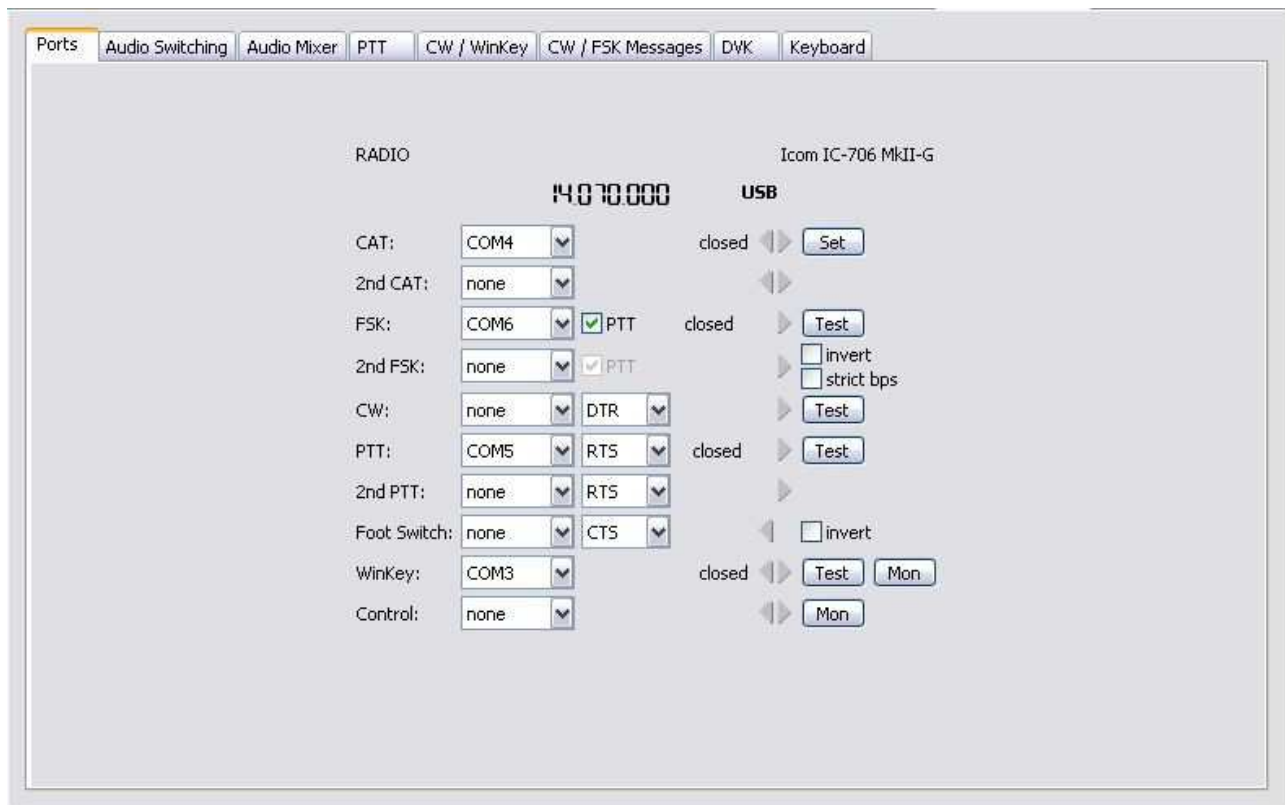 Ports Audio Switching Audio Mixer PTT CW / WinKey CW / FSK Messages DVK Keyboard
RADIO Icom IC-706 MkII-G
14.070.000 USB
CAT: COM4 closed Set
2nd CAT: none
FSK: COM6 PTT closed Test
2nd FSK: none PTT invert
strict bps
CW: none DTR Test
PTT: COM5 RTS closed Test
2nd PTT: none RTS
Foot Switch: none CTS invert
WinKey: COM3 closed Test Mon
Control: none Mon